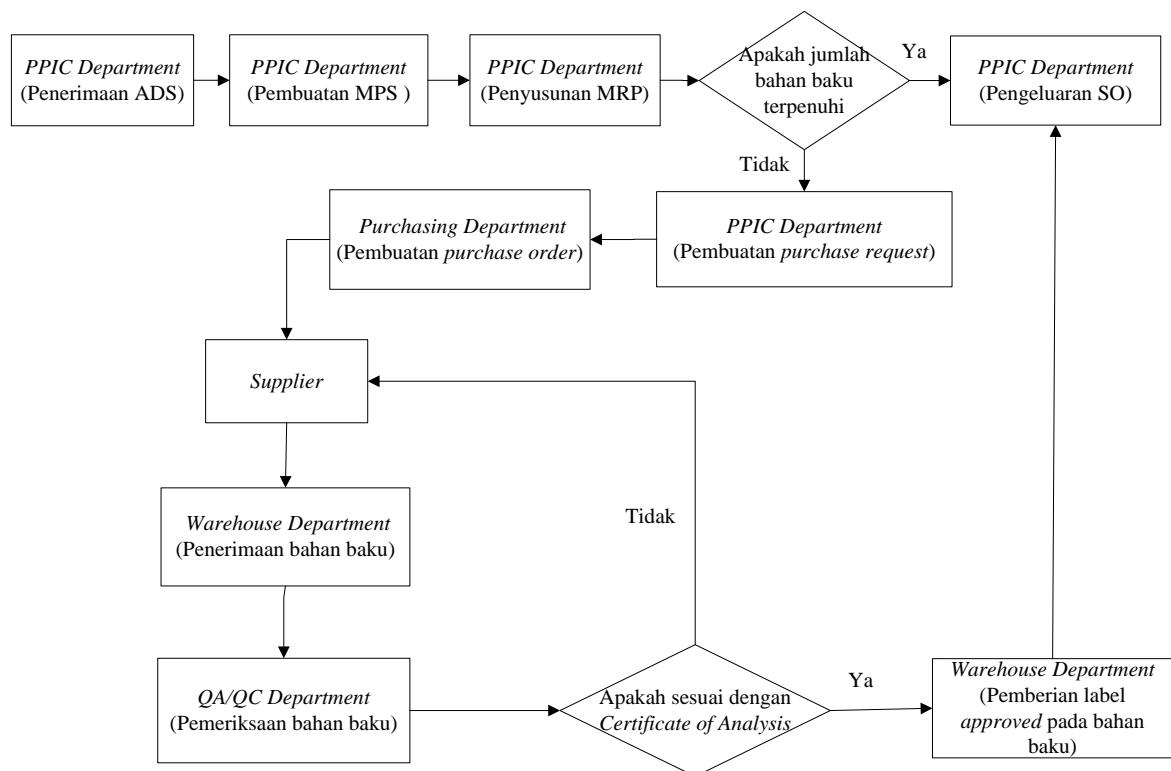 PPIC Department
(Penerimaan ADS)
PPIC Department
(Pembuatan MPS )
PPIC Department
(Penyusunan MRP)
Apakah jumlah
bahan baku
terpenuhi
Ya
PPIC Department
(Pengeluaran SO)
Tidak
PPIC Department
(Pembuatan purchase request)
Purchasing Department
(Pembuatan purchase order)
Supplier
Warehouse Department
(Penerimaan bahan baku)
QA/QC Department
(Pemeriksaan bahan baku)
Apakah sesuai dengan
Certificate of Analysis
Tidak
Ya
Warehouse Department
(Pemberian label
approved pada bahan
baku)